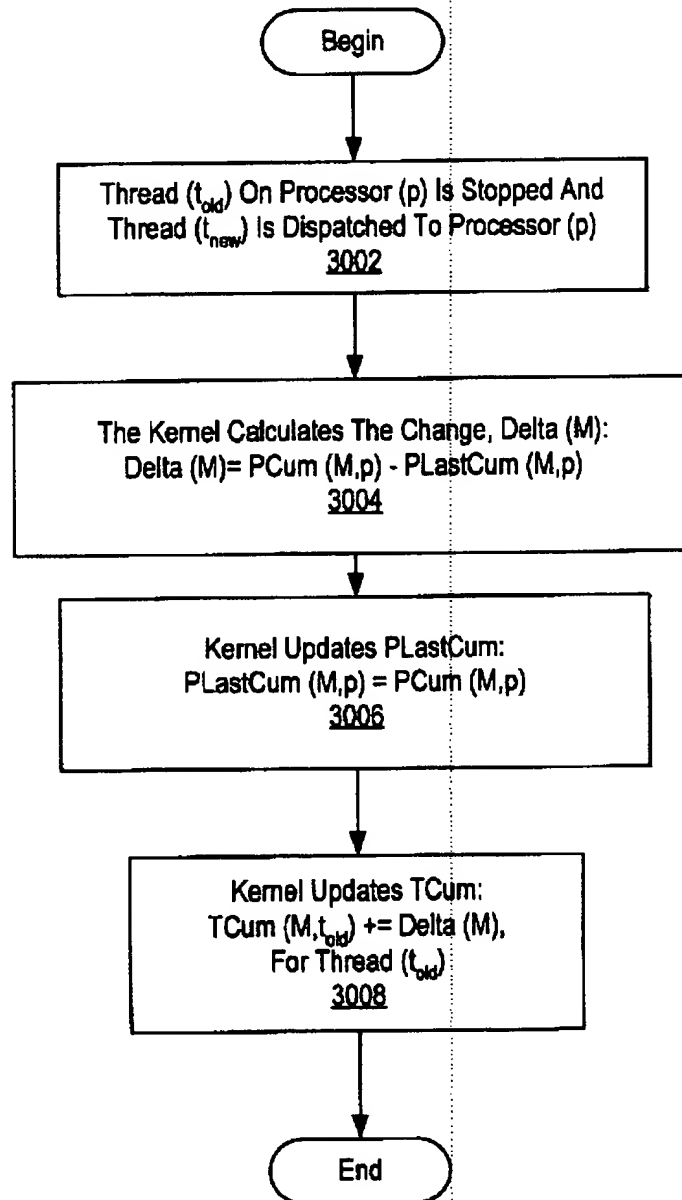 Begin
Thread (t_old) On Processor (p) Is Stopped And
Thread (t_new) Is Dispatched To Processor (p)
3002
The Kernel Calculates The Change, Delta (M):
Delta (M)= PCum (M,p) - PLastCum (M,p)
3004
Kernel Updates PLastCum:
PLastCum (M,p) = PCum (M,p)
3006
Kernel Updates TCum:
TCum (M,t_old) += Delta (M),
For Thread (t_old)
3008
End